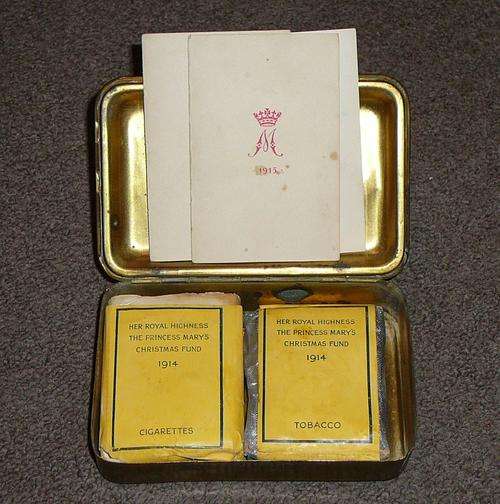 M
1915
HER ROYAL HIGHNESS
THE PRINCESS MARY'S
CHRISTMAS FUND
1914
CIGARETTES
HER ROYAL HIGHNESS
THE PRINCESS MARY'S
CHRISTMAS FUND
1914
TOBACCO